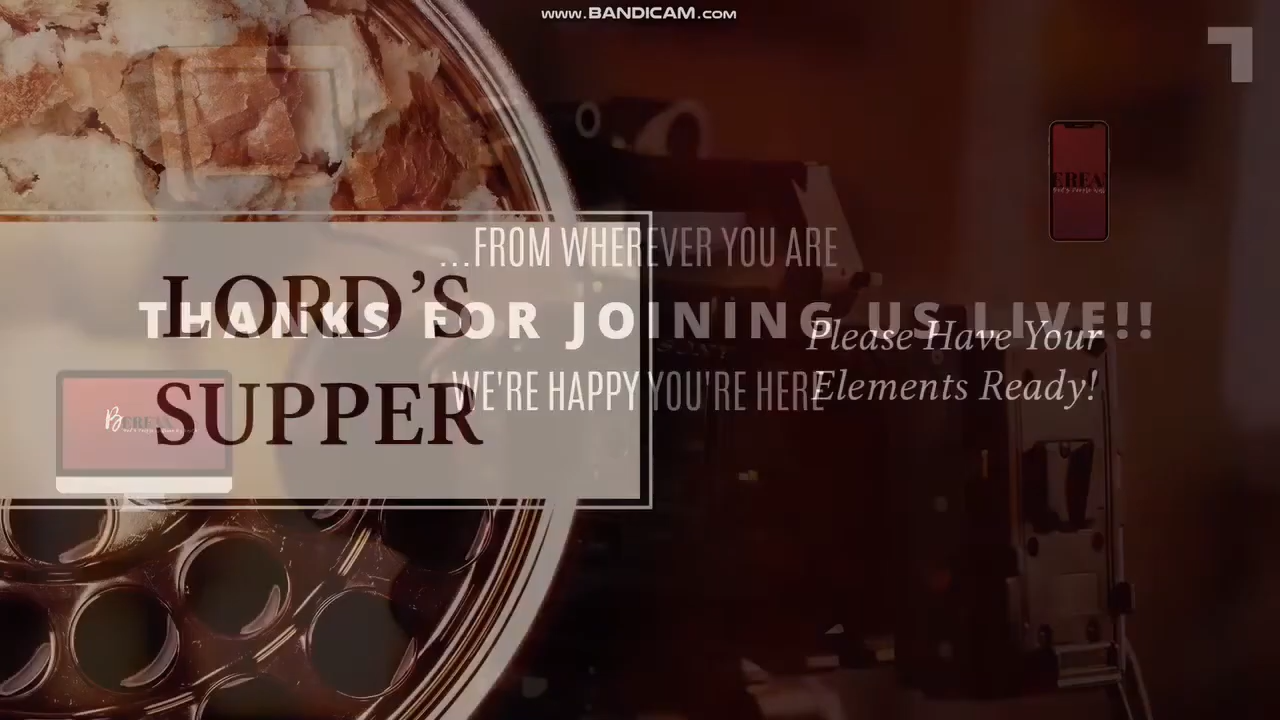 www.BANDICAM.com
...FROM WHEREVER YOU ARE
THANKS FOR JOINING US LIVE!!
WE'RE HAPPY YOU'RE HERE
LORD'S
SUPPER
Please Have Your
Elements Ready!